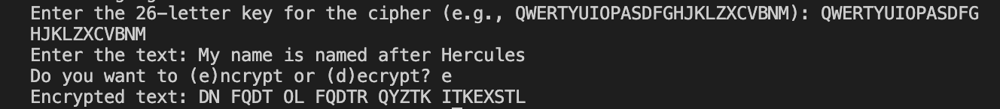 Enter the 26-letter key for the cipher (e.g., QWERTYUIOPASDFGHJKLZXCVBNM): QWERTYUIOPASDFG
HJKLZXCVBNM
Enter the text: My name is named after Hercules
Do you want to (e)ncrypt or (d)ecrypt? e
Encrypted text: DN FQDT OL FQDTR QYZTK ITKEXSTL